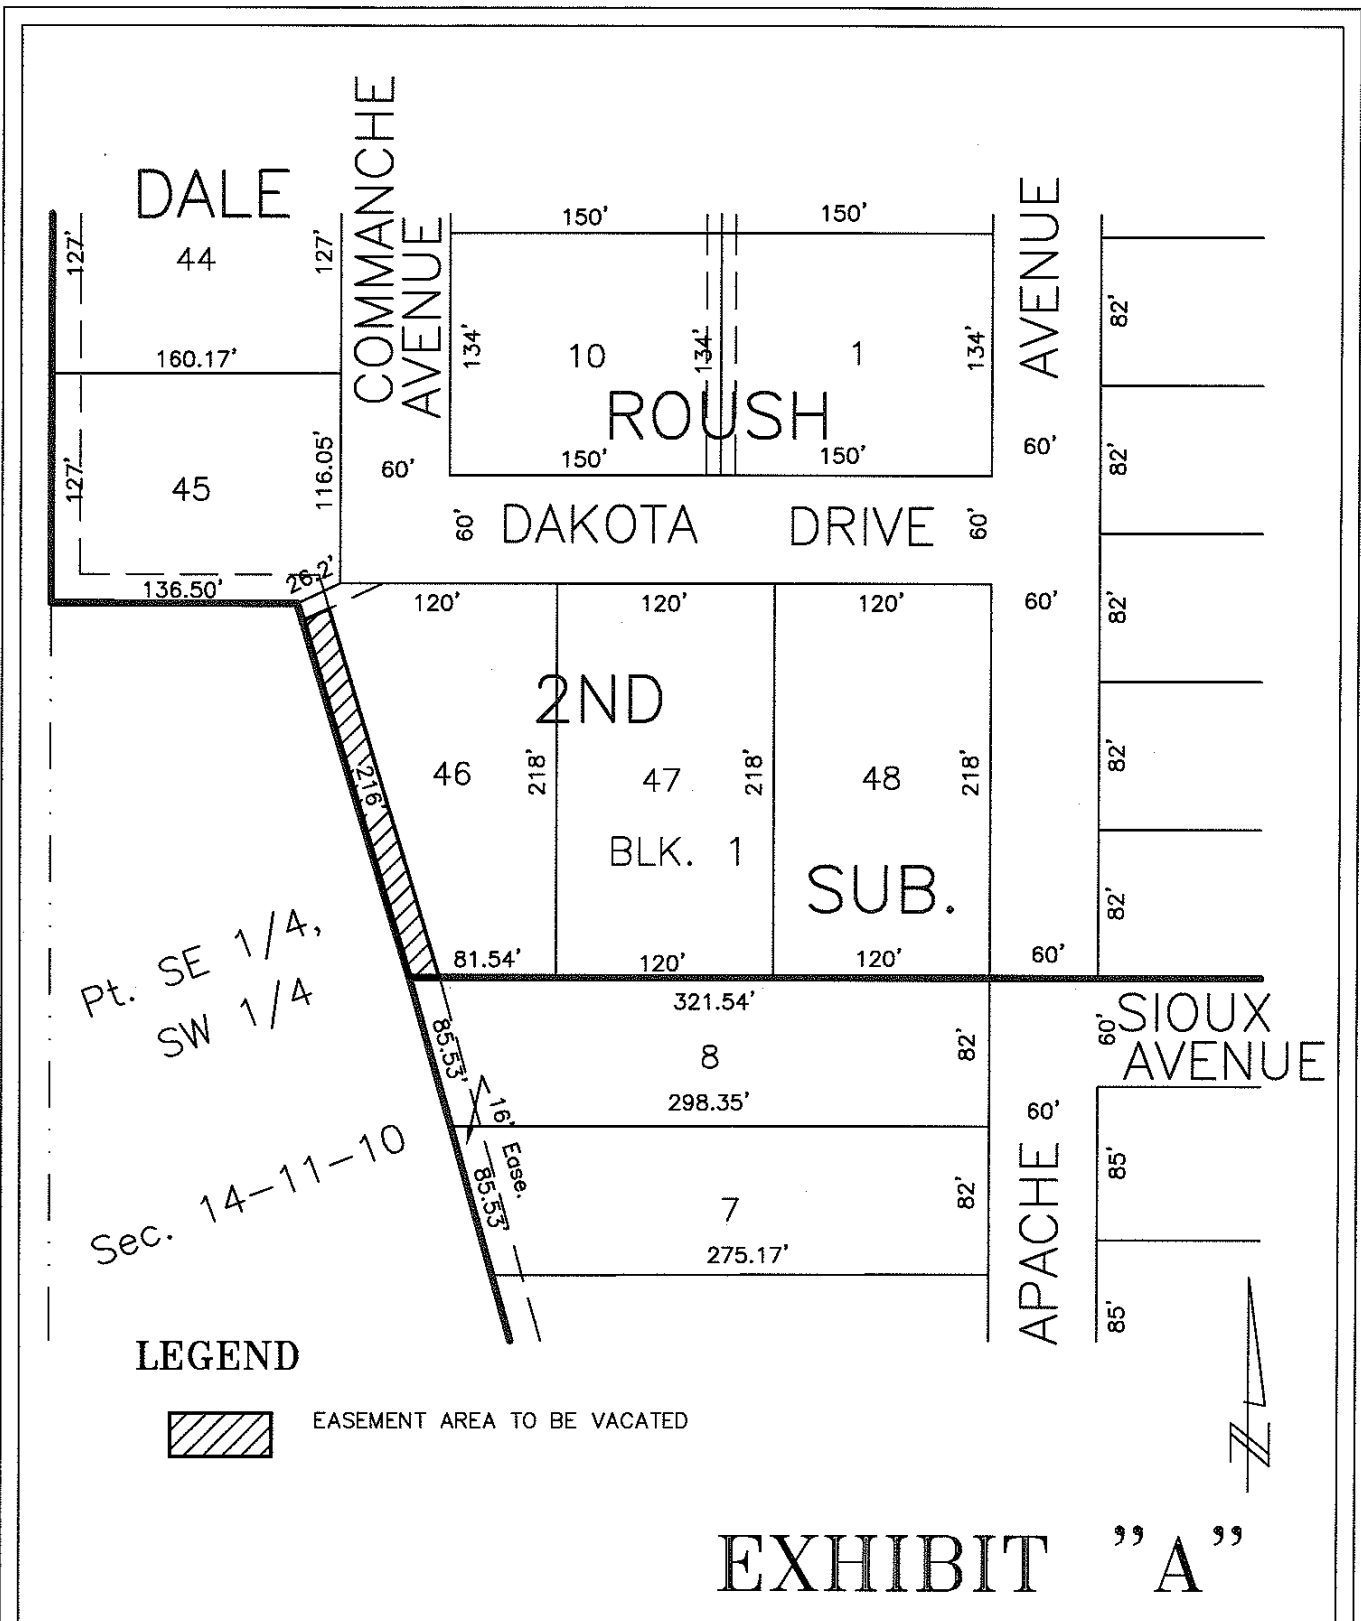 DALE
COMMANCHE
AVENUE
AVENUE
150'
150'
127'
44
127'
134'
10
134'
1
134'
82'
160.17'
ROUSH
127'
45
116.05'
60'
150'
150'
60'
82'
60'
DAKOTA
DRIVE
60'
136.50'
26.2'
120'
120'
120'
60'
82'
2ND
216'
46
218'
47
218'
48
218'
82'
BLK. 1
SUB.
82'
81.54'
120'
120'
60'
Pt. SE 1/4,
SW 1/4
321.54'
60'
SIOUX
AVENUE
85.53'
8
82'
298.35'
60'
16' Ease.
Sec. 14-11-10
85.53'
7
82'
APACHE
85'
275.17'
85'
LEGEND
EASEMENT AREA TO BE VACATED
N
EXHIBIT "A"